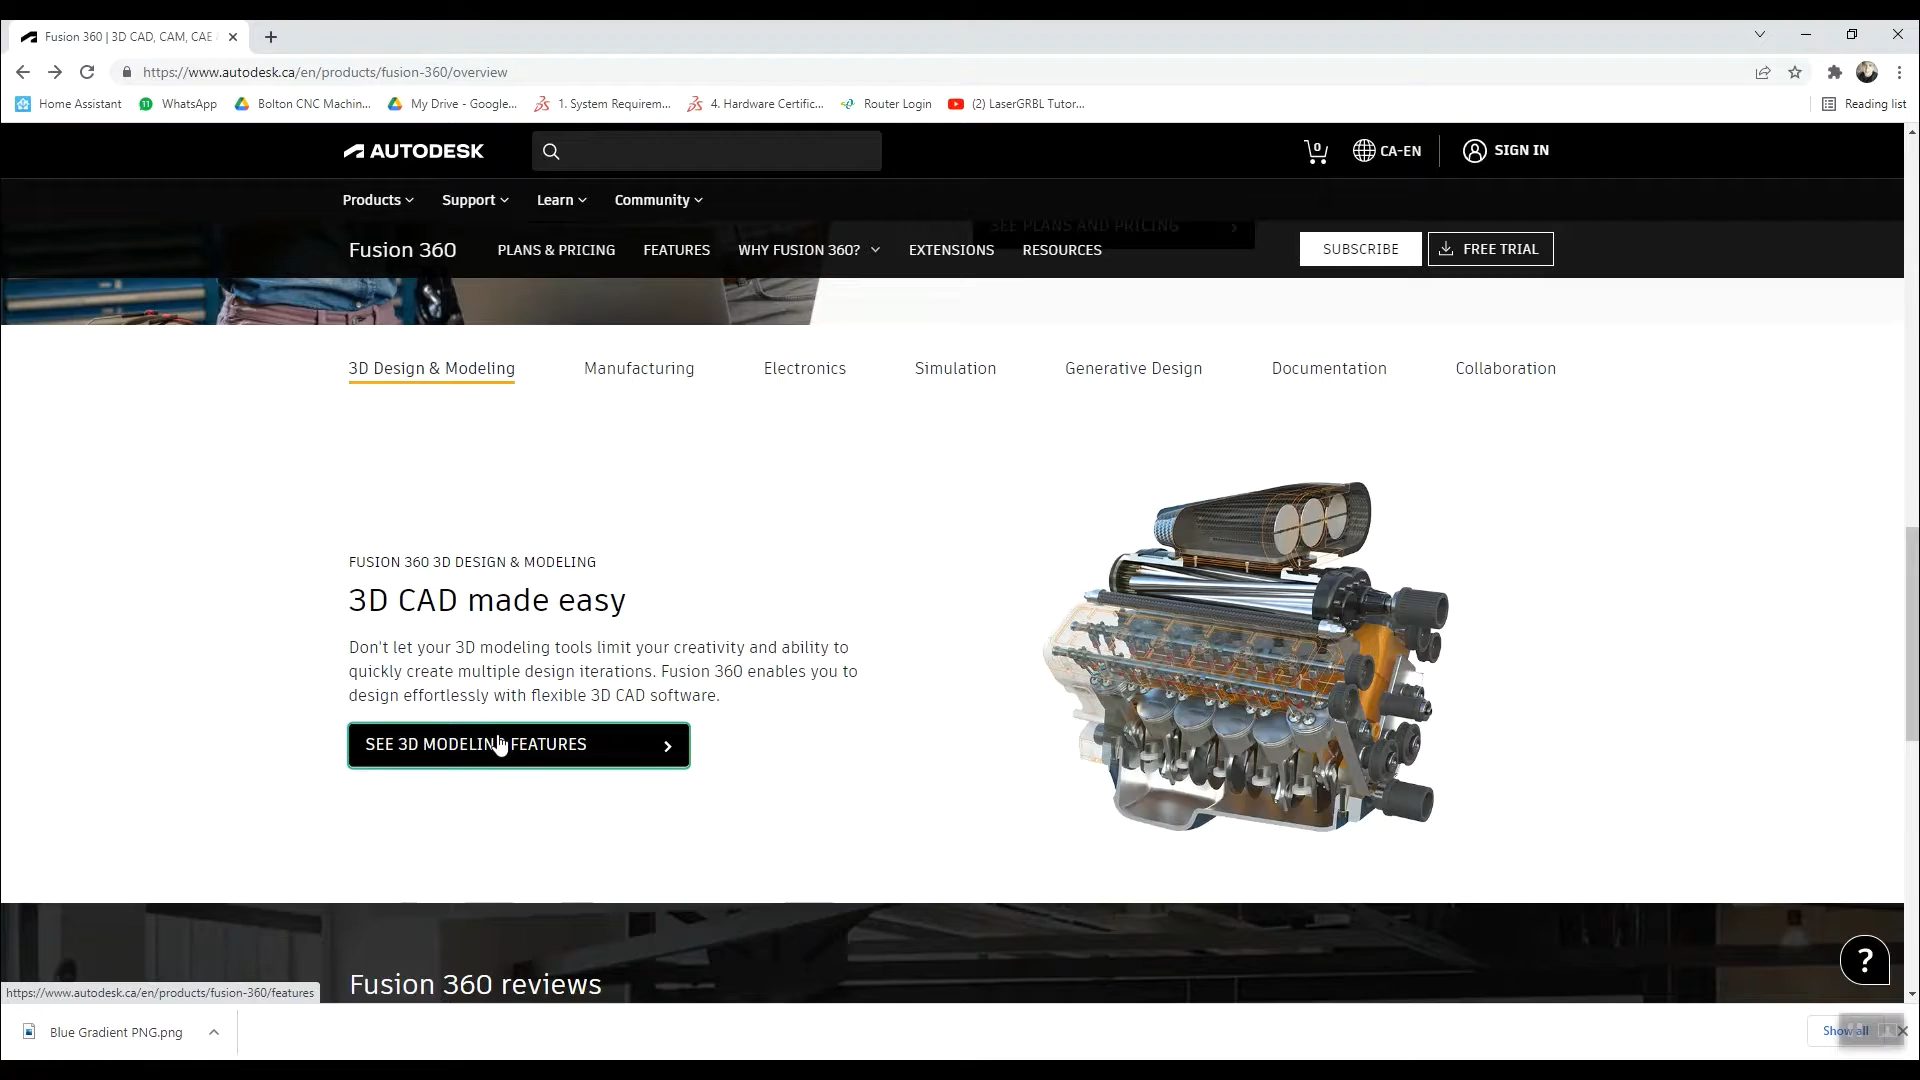 Fusion 360 | 3D CAD, CAM, CAE
https://www.autodesk.ca/en/products/fusion-360/overview
Home Assistant
11
WhatsApp
Bolton CNC Machin...
My Drive - Google...
1. System Requirem...
4. Hardware Certific...
Router Login
(2) LaserGRBL Tutor...
Reading list
AUTODESK
0
CA-EN
SIGN IN
Products
Support
Learn
Community
SEE PLANS AND PRICING
Fusion 360
PLANS & PRICING
FEATURES
WHY FUSION 360?
EXTENSIONS
RESOURCES
SUBSCRIBE
FREE TRIAL
3D Design & Modeling
Manufacturing
Electronics
Simulation
Generative Design
Documentation
Collaboration
FUSION 360 3D DESIGN & MODELING
3D CAD made easy
Don't let your 3D modeling tools limit your creativity and ability to
quickly create multiple design iterations. Fusion 360 enables you to
design effortlessly with flexible 3D CAD software.
SEE 3D MODELING FEATURES
?
Fusion 360 reviews
https://www.autodesk.ca/en/products/fusion-360/features
Blue Gradient PNG.png
Show all